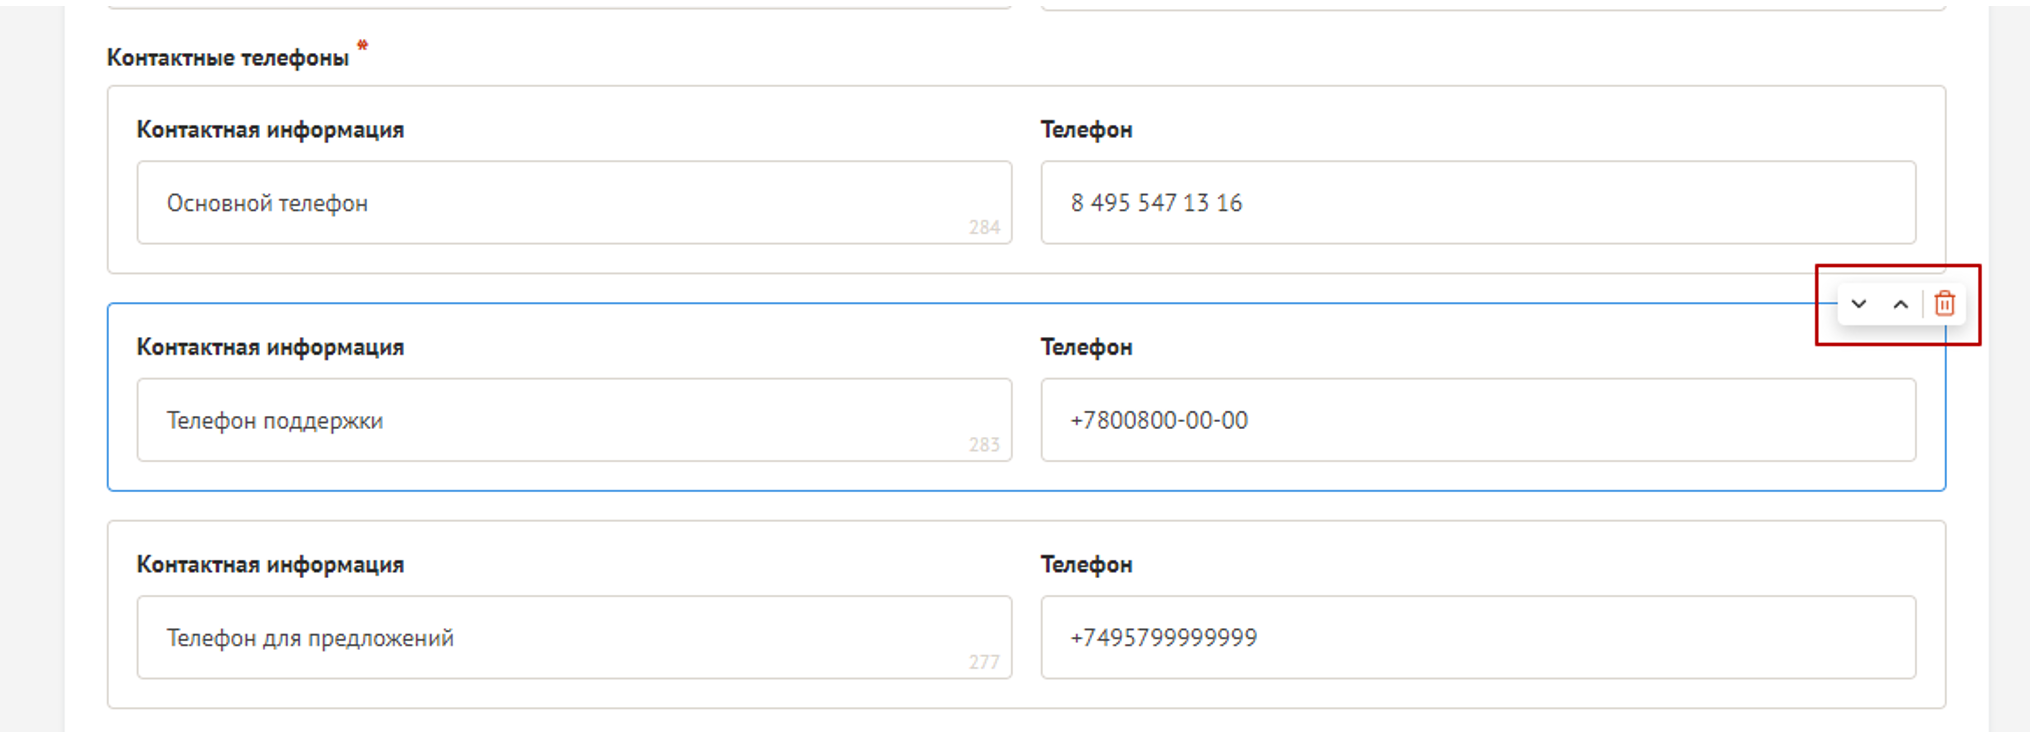 Контактные телефоны *
Контактная информация Телефон
Основной телефон 284 8 495 547 13 16
Контактная информация Телефон
Телефон поддержки 283 +7800800-00-00
Контактная информация Телефон
Телефон для предложений 277 +7495799999999